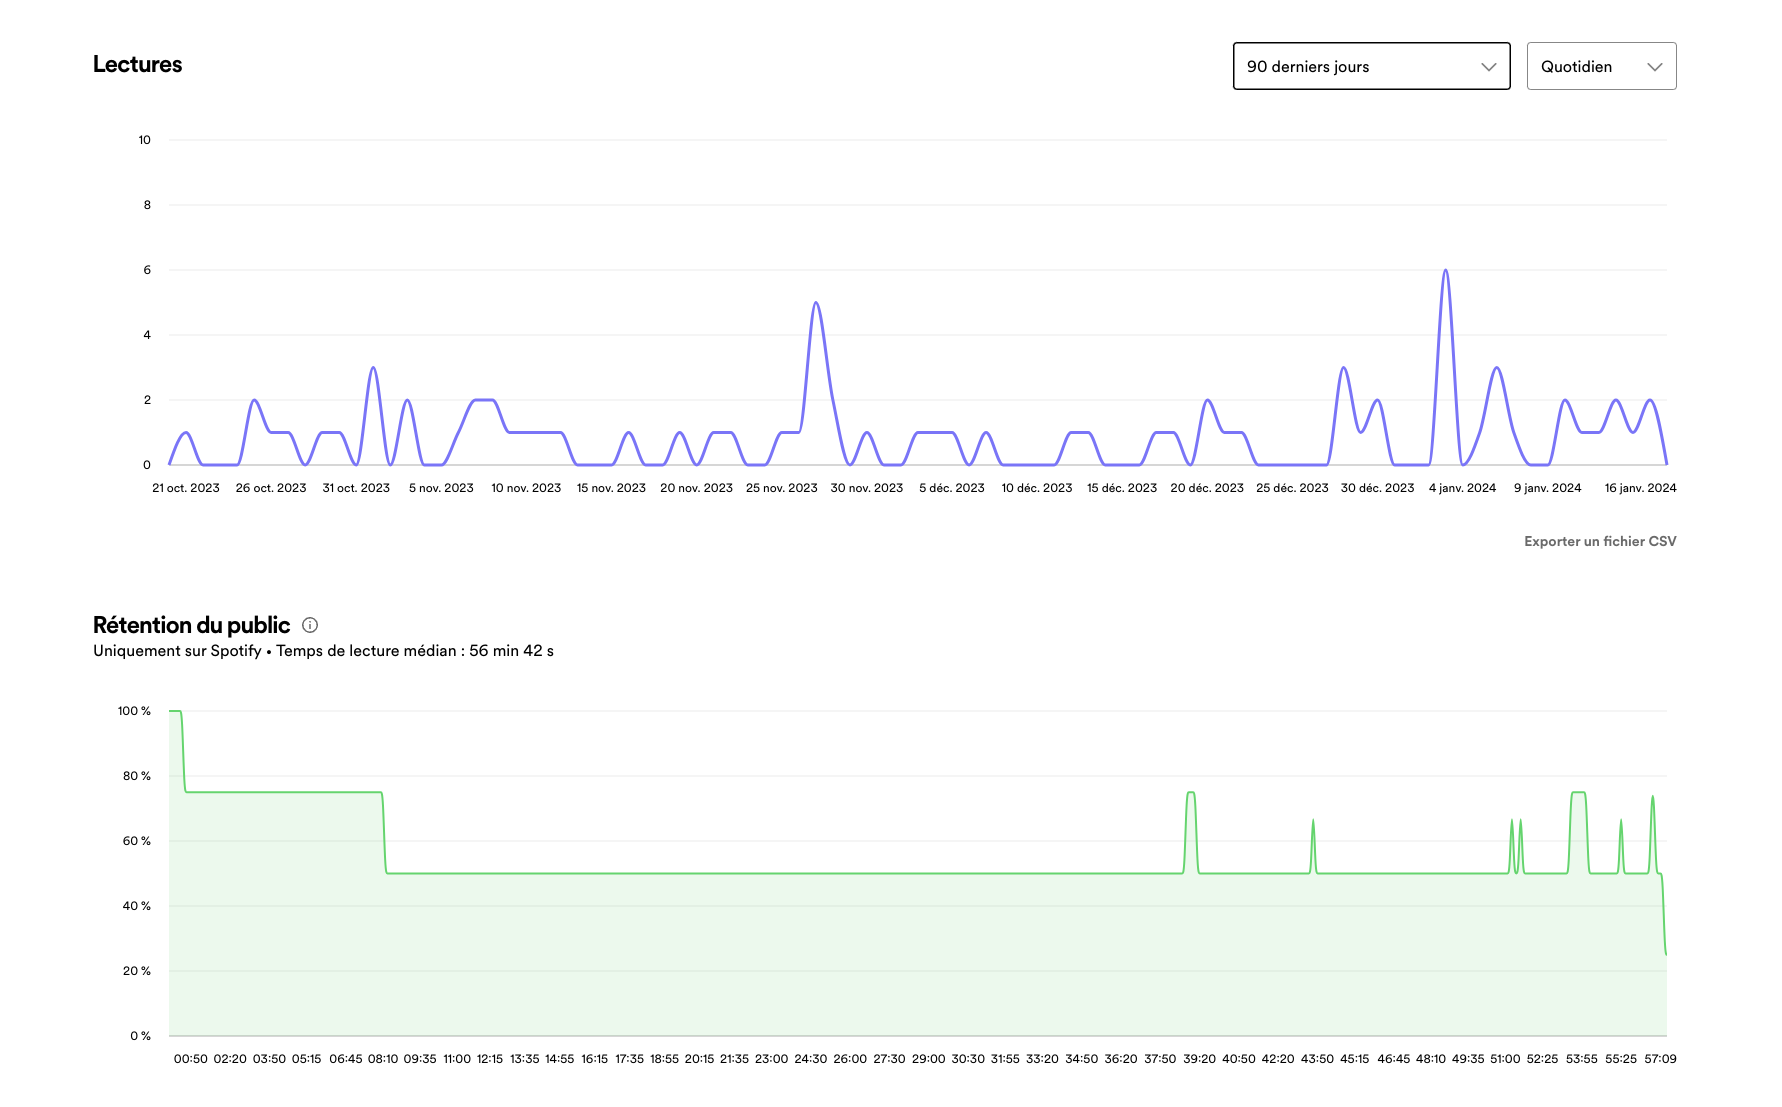 Lectures
90 derniers jours
Quotidien
10
8
6
4
2
0
21 oct. 2023 26 oct. 2023 31 oct. 2023 5 nov. 2023 10 nov. 2023 15 nov. 2023 20 nov. 2023 25 nov. 2023 30 nov. 2023 5 déc. 2023 10 déc. 2023 15 déc. 2023 20 déc. 2023 25 déc. 2023 30 déc. 2023 4 janv. 2024 9 janv. 2024 16 janv. 2024
Exporter un fichier CSV
Rétention du public
Uniquement sur Spotify • Temps de lecture médian : 56 min 42 s
100 %
80 %
60 %
40 %
20 %
0 %
00:50 02:20 03:50 05:15 06:45 08:10 09:35 11:00 12:15 13:35 14:55 16:15 17:35 18:55 20:15 21:35 23:00 24:30 26:00 27:30 29:00 30:30 31:55 33:20 34:50 36:20 37:50 39:20 40:50 42:20 43:50 45:15 46:45 48:10 49:35 51:00 52:25 53:55 55:25 57:09